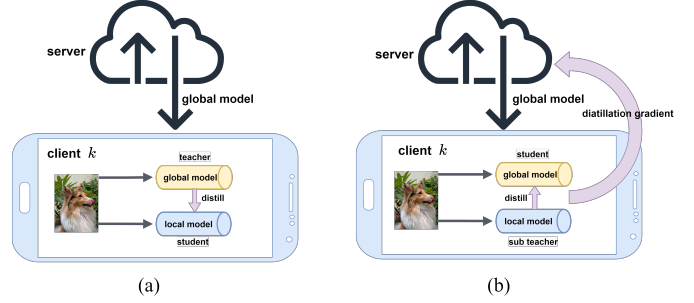 server
global model
client k
teacher
global model
distill
local model
student
(a)
server
global model
diatillation gradient
client k
student
global model
distill
local model
sub teacher
(b)